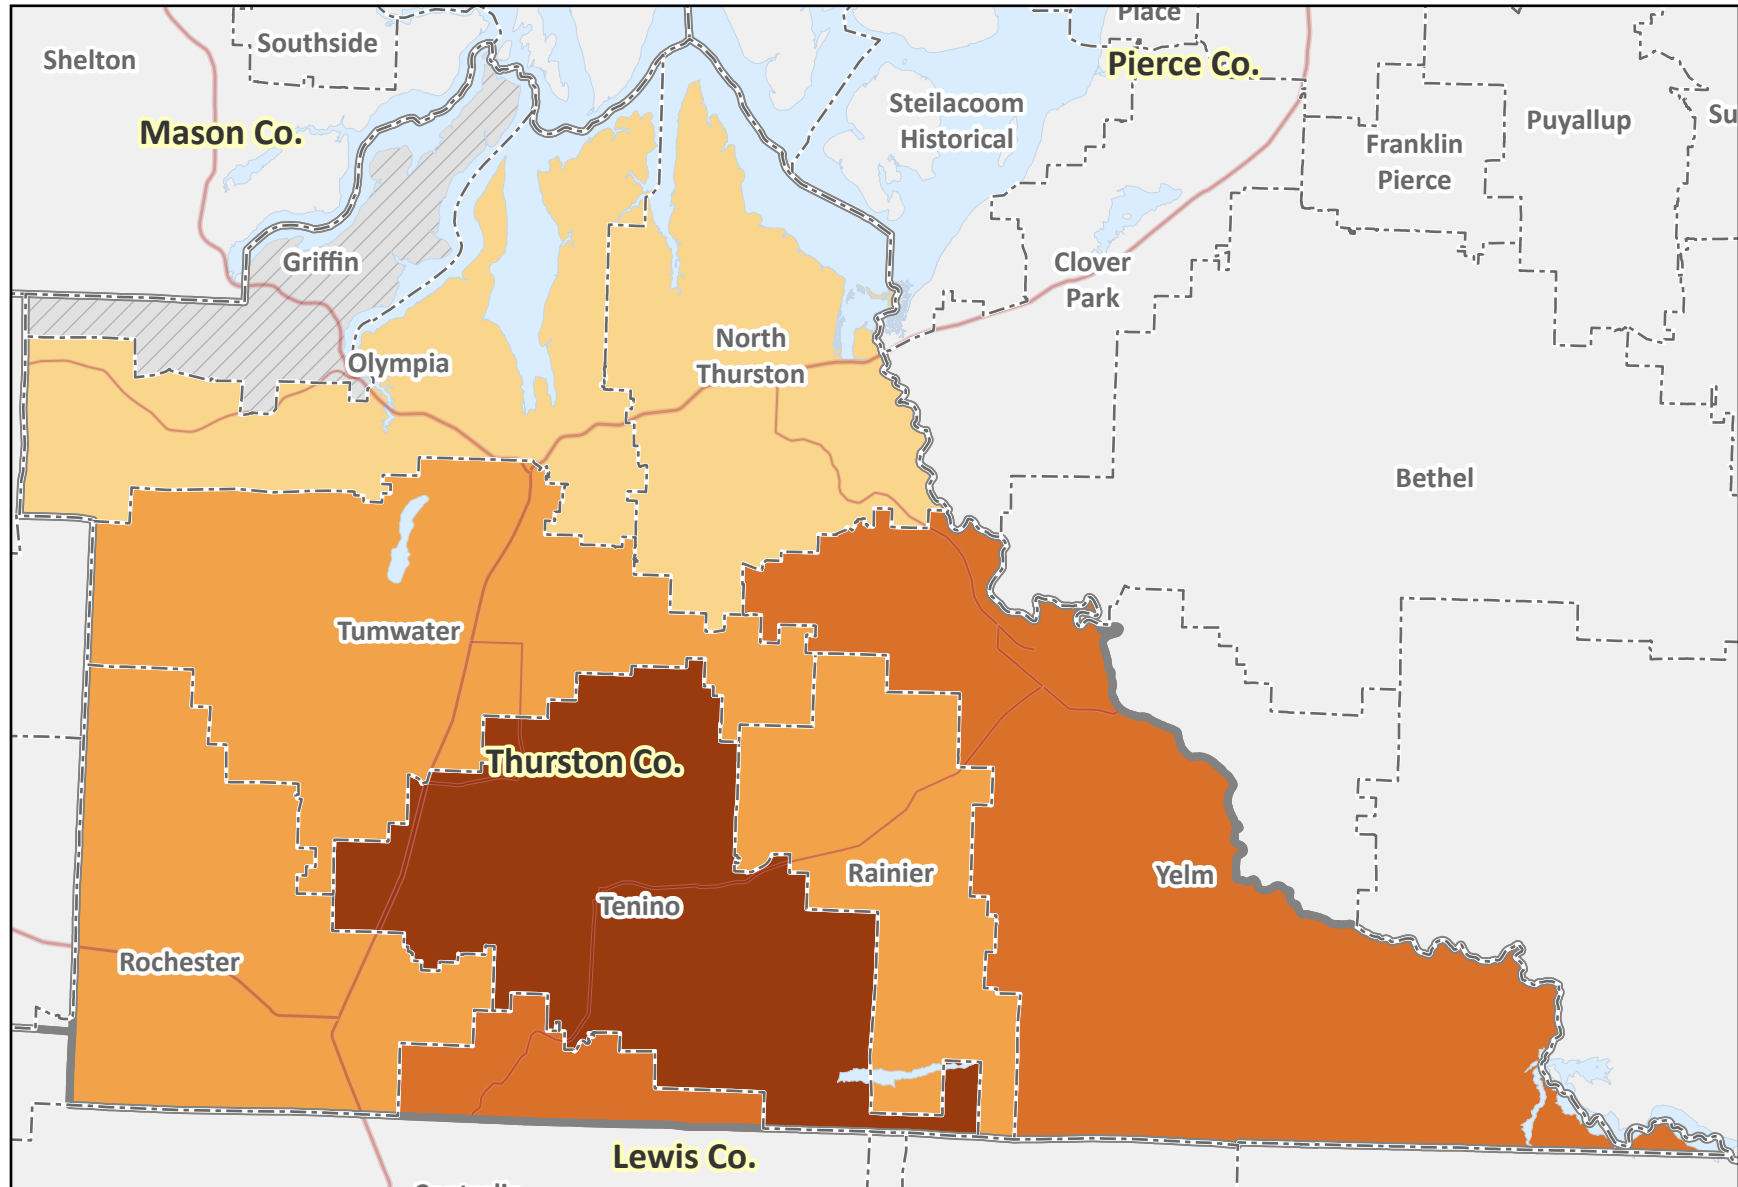 Place
Southside
Shelton
Pierce Co.
Steilacoom
Historical
Puyallup
Su
Mason Co.
Franklin
Pierce
Griffin
Clover
Park
North
Thurston
Olympia
Bethel
Tumwater
Thurston Co.
Rainier
Yelm
Tenino
Rochester
Lewis Co.